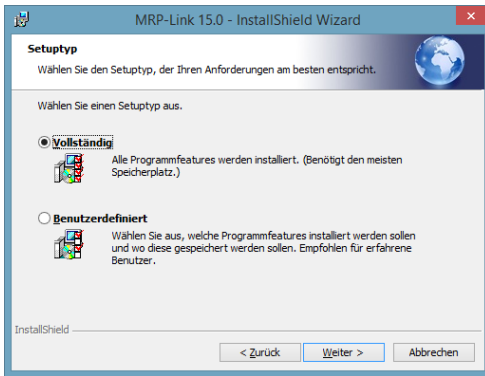 MRP-Link 15.0 - InstallShield Wizard
Setuptyp
Wählen Sie den Setuptyp, der Ihren Anforderungen am besten entspricht.
Wählen Sie einen Setuptyp aus.
Vollständig
Alle Programmfeatures werden installiert. (Benötigt den meisten
Speicherplatz.)
Benutzerdefiniert
Wählen Sie aus, welche Programmfeatures installiert werden sollen
und wo diese gespeichert werden sollen. Empfohlen für erfahrene
Benutzer.
InstallShield
< Zurück Weiter > Abbrechen